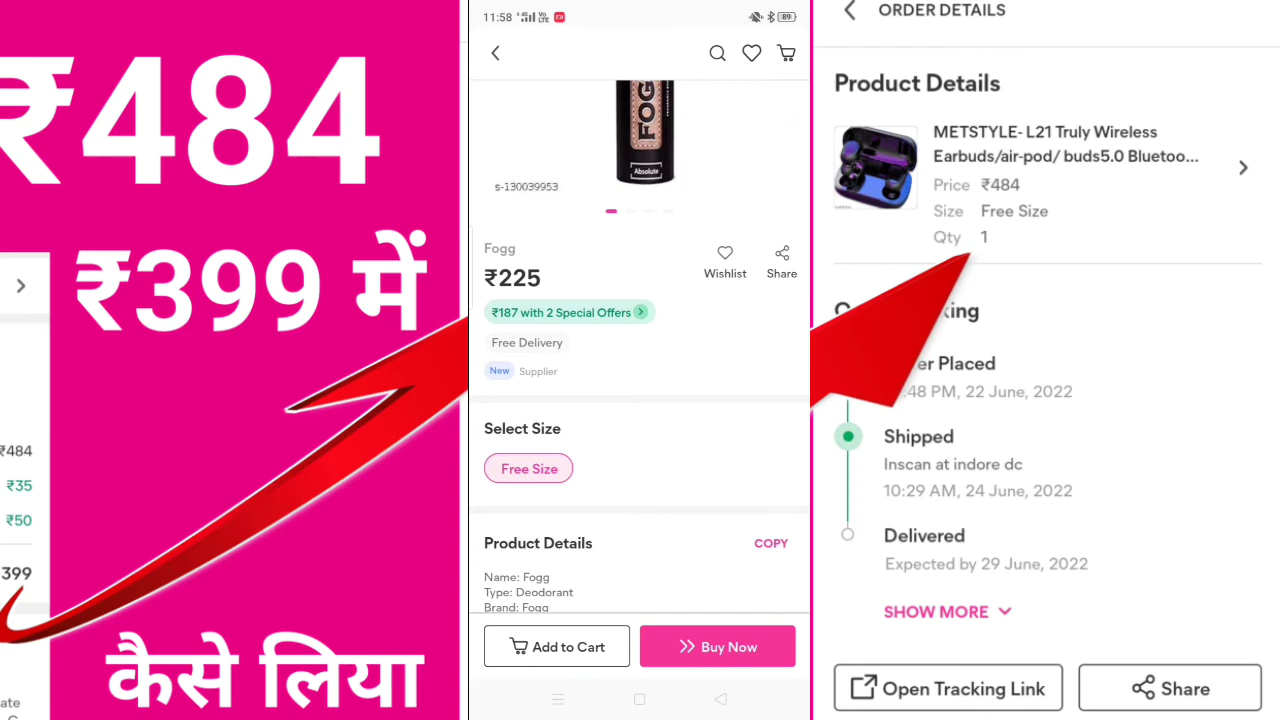 ₹484
₹399 में
₹484
₹35
₹50
₹399
कैसे लिया
11:58
89
FOGG
Absolute
s-130039953
Fogg
₹225
Wishlist
Share
₹187 with 2 Special Offers
Free Delivery
New Supplier
Select Size
Free Size
Product Details
COPY
Name: Fogg
Type: Deodorant
Brand: Fogg
Add to Cart
Buy Now
ORDER DETAILS
Product Details
METSTYLE- L21 Truly Wireless
Earbuds/air-pod/ buds5.0 Bluetoo...
Price ₹484
Size Free Size
Qty 1
Placed
48 PM, 22 June, 2022
Shipped
Inscan at indore dc
10:29 AM, 24 June, 2022
Delivered
Expected by 29 June, 2022
SHOW MORE
Open Tracking Link
Share